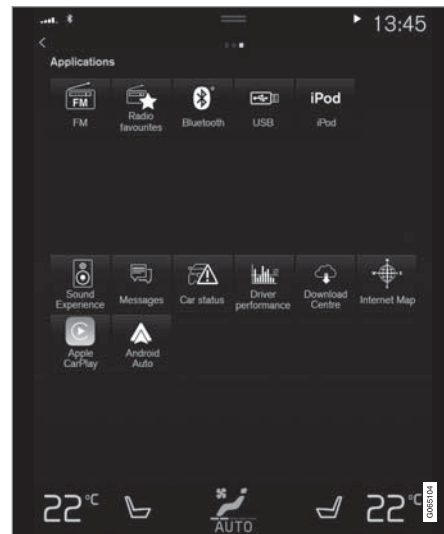 13:45
Applications
FM
FM
Radio favourites
Bluetooth
USB
iPod
iPod
Sound Experience
Messages
Car status
Driver performance
Download Centre
Internet Map
Apple CarPlay
Android Auto
22°C
AUTO
22°C
G065104